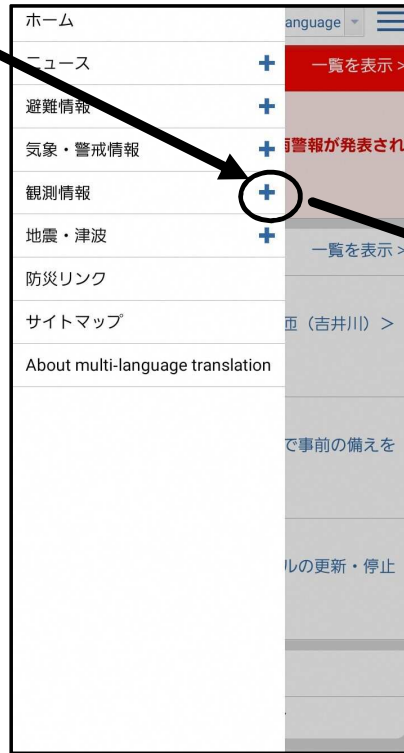 ホーム
anguage
ニュース
一覧を表示 >
避難情報
気象・警戒情報
警報が発表され
観測情報
地震・津波
一覧を表示 >
防災リンク
サイトマップ
（吉井川）>
About multi-language translation
で事前の備えを
ルの更新・停止